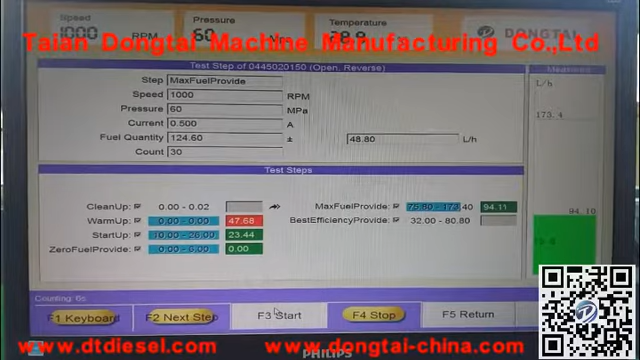 Speed Pressure Temperature
1000 RPM 60 DONGTAI
Taian Dongtai Machine Manufacturing Co.,Ltd
Test Step of 0445020150 (Open, Reverse)
Measured
Step MaxFuelProvide
L/h
Speed 1000 RPM
Pressure 60 MPa
173.4
Current 0.500 A
Fuel Quantity 124.60 ± 48.80 L/h
Count 30
Test Steps
CleanUp: 0.00 - 0.02
MaxFuelProvide: 75.80 - 173.40 94.11
WarmUp: 0.00 - 0.00 47.68
BestEfficiencyProvide: 32.00 - 80.80
94.10
StartUp: 10.00 - 26.00 23.44
ZeroFuelProvide: 0.00 - 6.00 0.00
Counting: 6s
F1 Keyboard F2 Next Step F3 Start F4 Stop F5 Return
www.dtdiesel.com www.dongtai-china.com
PHILIPS